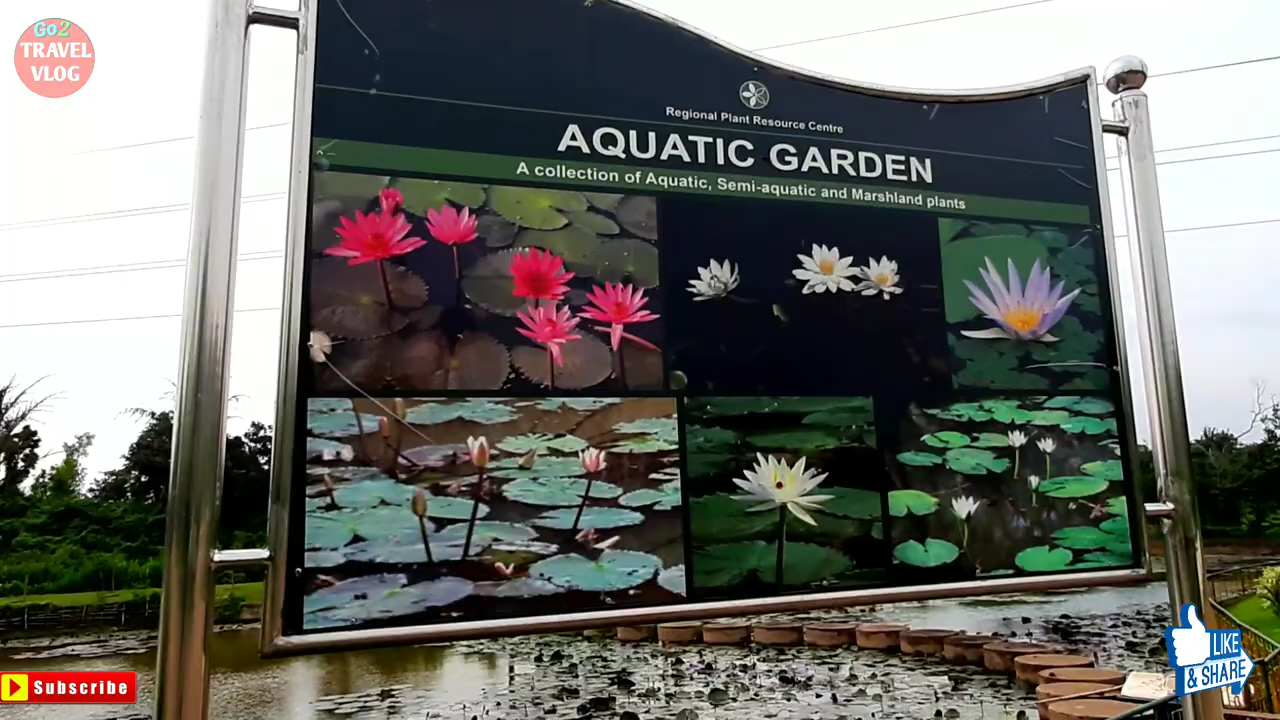 Go2
TRAVEL
VLOG
Regional Plant Resource Centre
AQUATIC GARDEN
A collection of Aquatic, Semi-aquatic and Marshland plants
Subscribe
LIKE
& SHARE